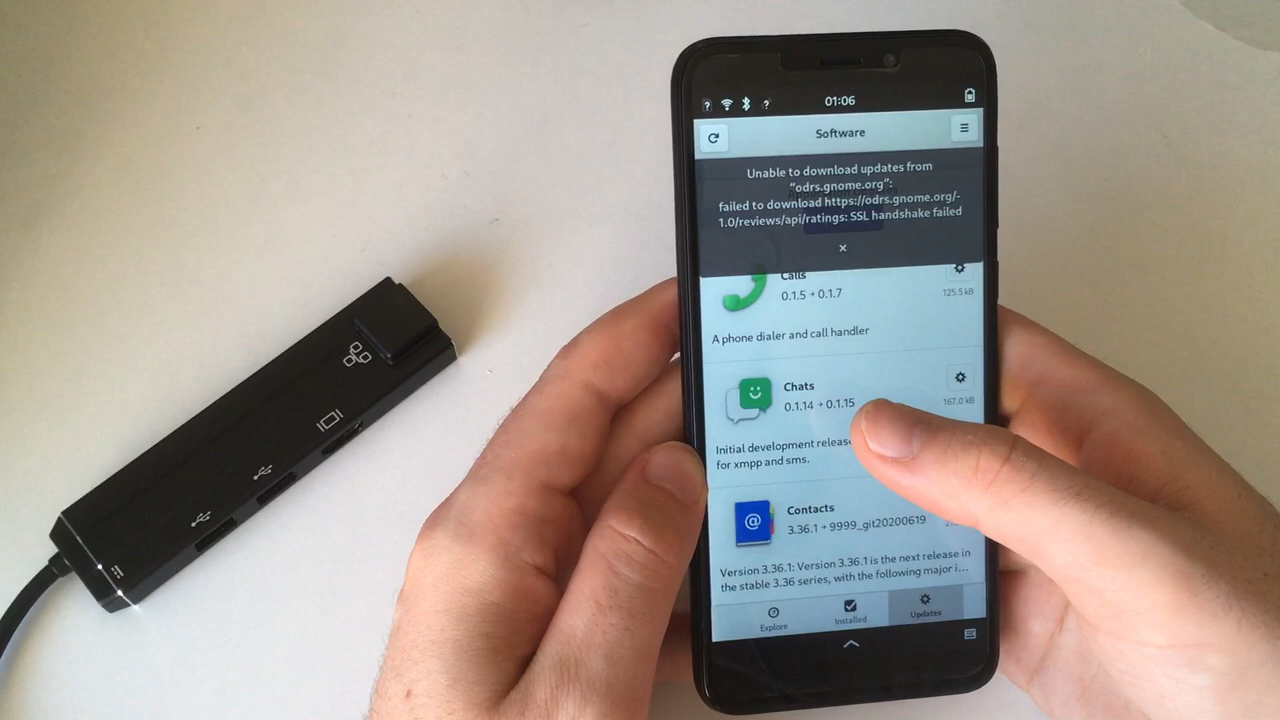 01:06
Software
Unable to download updates from
“odrs.gnome.org”:
failed to download https://odrs.gnome.org/-
1.0/reviews/api/ratings: SSL handshake failed
×
Calls
0.1.5 → 0.1.7
125.5 kB
A phone dialer and call handler
Chats
0.1.14 → 0.1.15
167.0 kB
Initial development release
for xmpp and sms.
Contacts
3.36.1 → 9999_git20200619
Version 3.36.1: Version 3.36.1 is the next release in
the stable 3.36 series, with the following major i...
Explore
Installed
Updates